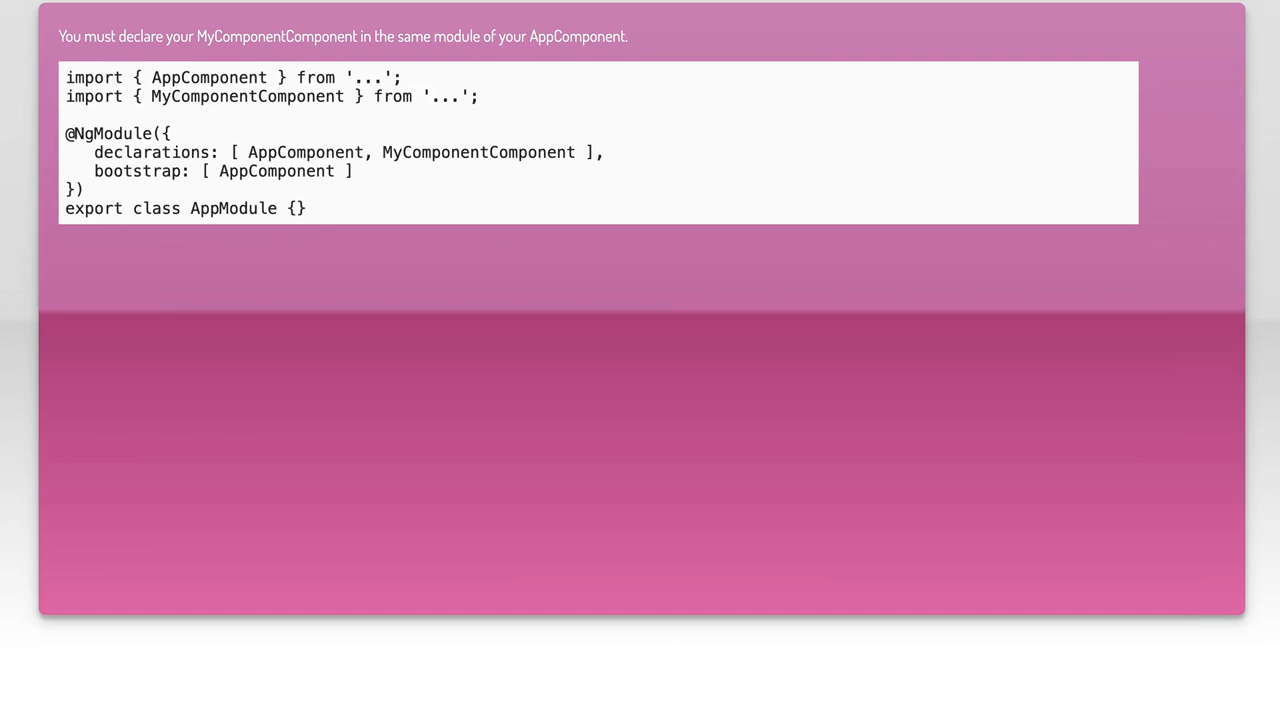 You must declare your MyComponentComponent in the same module of your AppComponent.
import { AppComponent } from '...';
import { MyComponentComponent } from '...';
@NgModule({
   declarations: [ AppComponent, MyComponentComponent ],
   bootstrap: [ AppComponent ]
})
export class AppModule {}